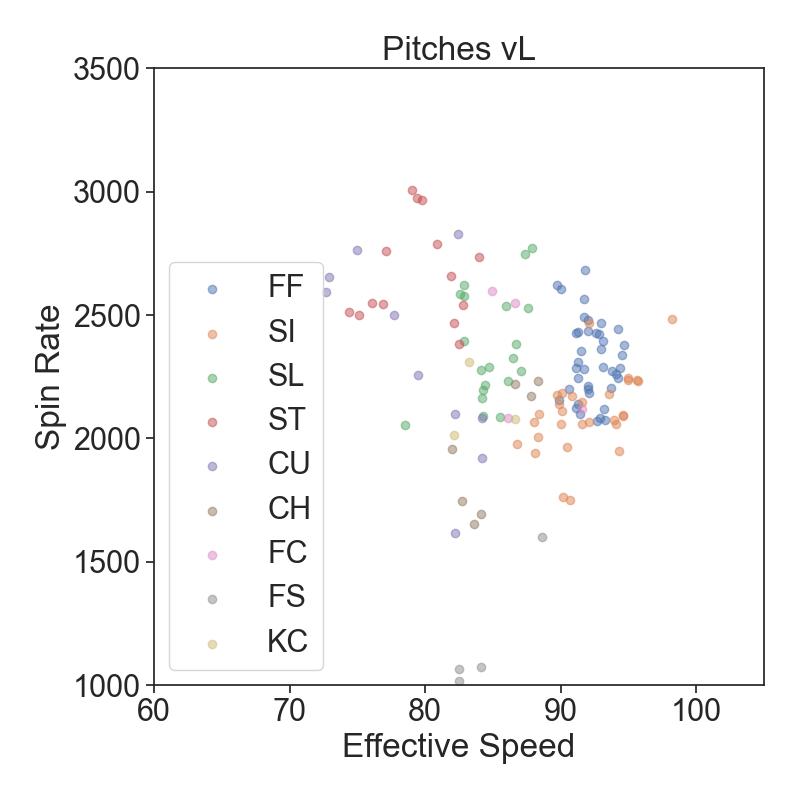 Pitches vL
3500
3000
2500
2000
1500
1000
Spin Rate
FF
SI
SL
ST
CU
CH
FC
FS
KC
60 70 80 90 100
Effective Speed